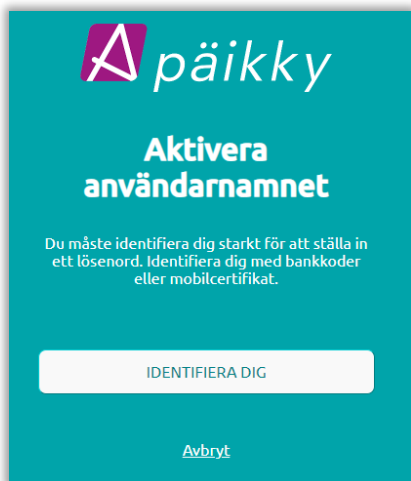 A päikky
Aktivera
användarnamnet
Du måste identifiera dig starkt för att ställa in
ett lösenord. Identifiera dig med bankkoder
eller mobilcertifikat.
IDENTIFIERA DIG
Avbryt